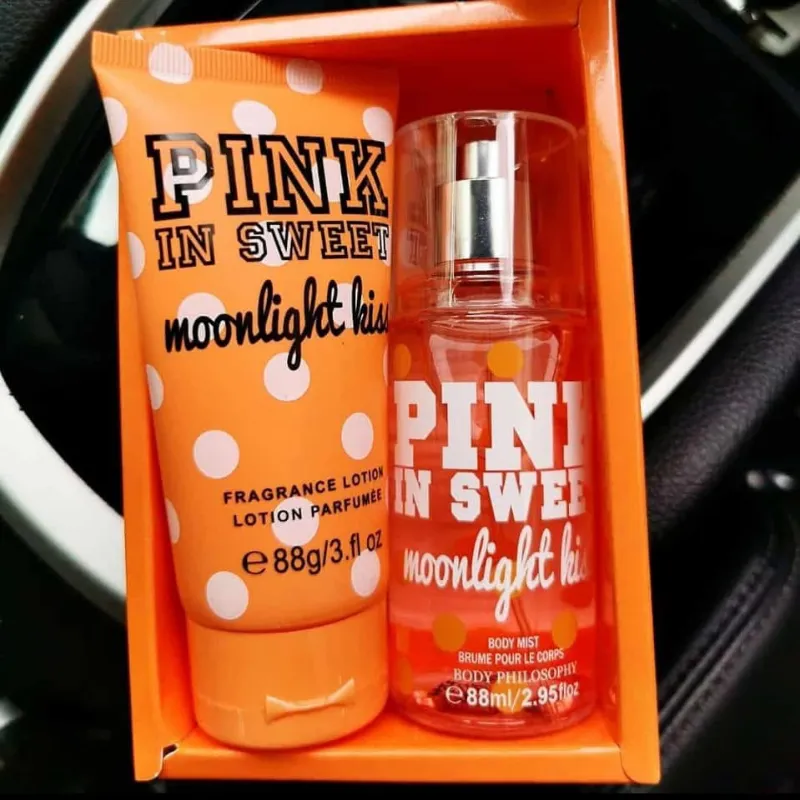 PINK
IN SWEET
moonlight kiss
FRAGRANCE LOTION
LOTION PARFUMÉE
℮88g/3.fl oz
PINK
IN SWEE
moonlight kis
BODY MIST
BRUME POUR LE CORPS
BODY PHILOSOPHY
℮88ml/2.95floz